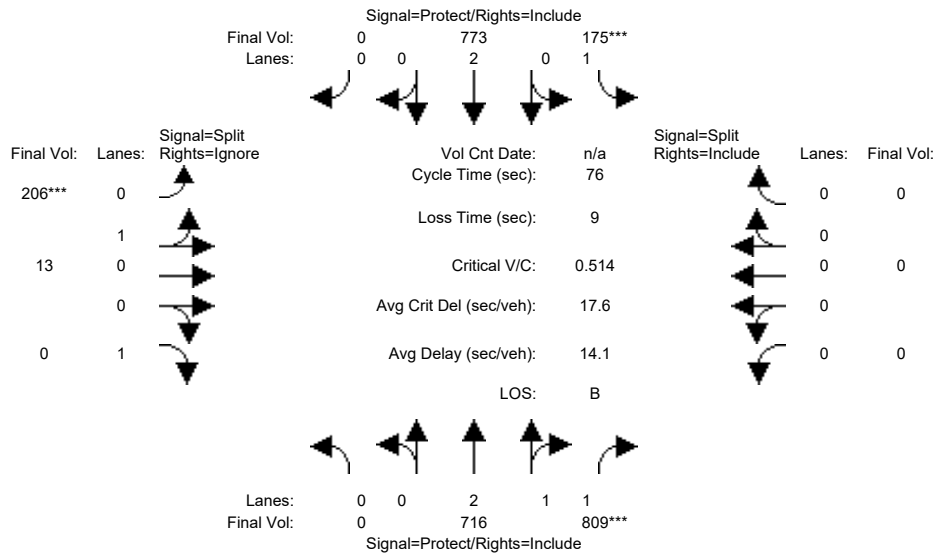 Signal=Protect/Rights=Include
Final Vol: 0 773 175***
Lanes: 0 0 2 0 1
Signal=Split Signal=Split
Final Vol: Lanes: Rights=Ignore Vol Cnt Date: n/a Rights=Include Lanes: Final Vol:
Cycle Time (sec): 76
206*** 0 0 0
Loss Time (sec): 9
1 0
13 0 Critical V/C: 0.514 0 0
0 Avg Crit Del (sec/veh): 17.6 0
0 1 Avg Delay (sec/veh): 14.1 0 0
LOS: B
Lanes: 0 0 2 1 1
Final Vol: 0 716 809***
Signal=Protect/Rights=Include